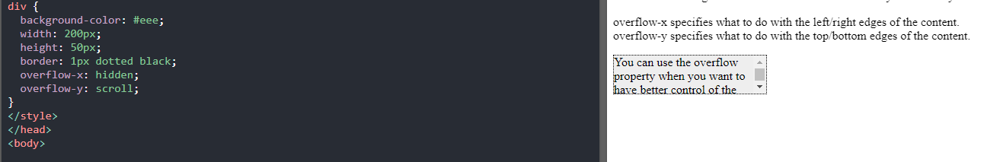 div {
  background-color: #eee;
  width: 200px;
  height: 50px;
  border: 1px dotted black;
  overflow-x: hidden;
  overflow-y: scroll;
}
</style>
</head>
<body>
overflow-x specifies what to do with the left/right edges of the content.
overflow-y specifies what to do with the top/bottom edges of the content.
You can use the overflow
property when you want to
have better control of the